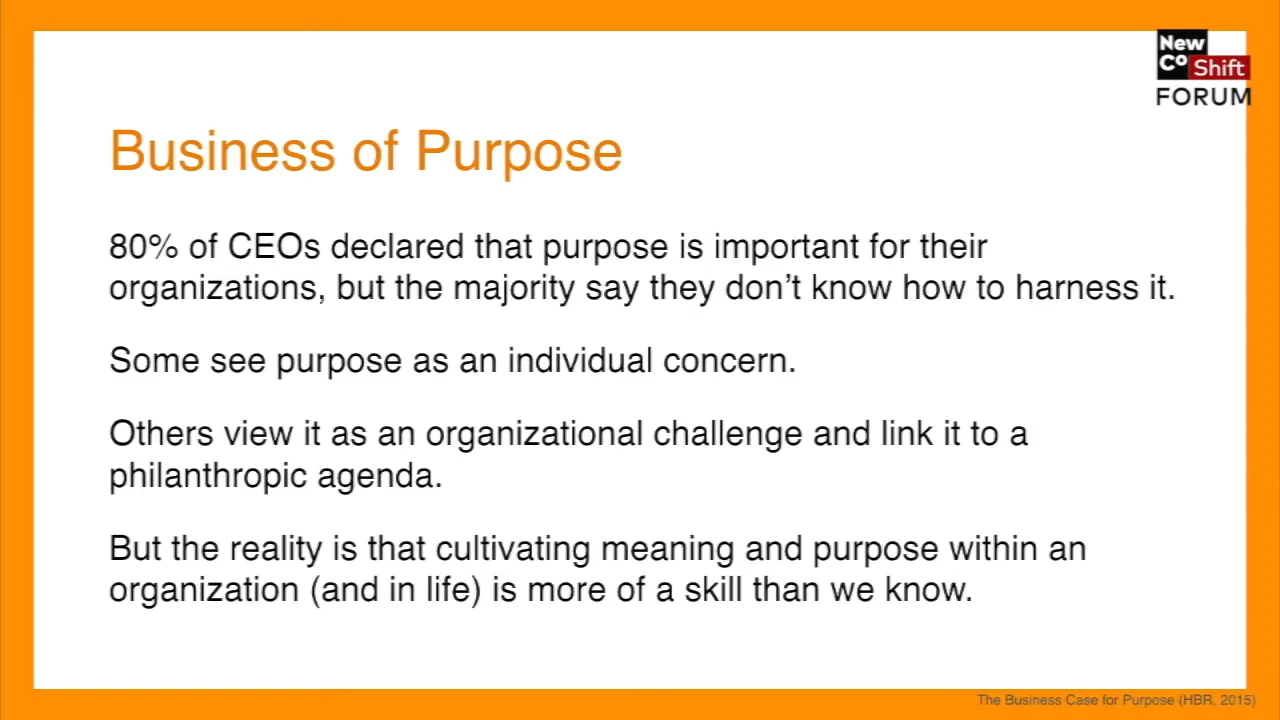 New
Co Shift
FORUM
Business of Purpose
80% of CEOs declared that purpose is important for their
organizations, but the majority say they don’t know how to harness it.
Some see purpose as an individual concern.
Others view it as an organizational challenge and link it to a
philanthropic agenda.
But the reality is that cultivating meaning and purpose within an
organization (and in life) is more of a skill than we know.
The Business Case for Purpose (HBR, 2015)